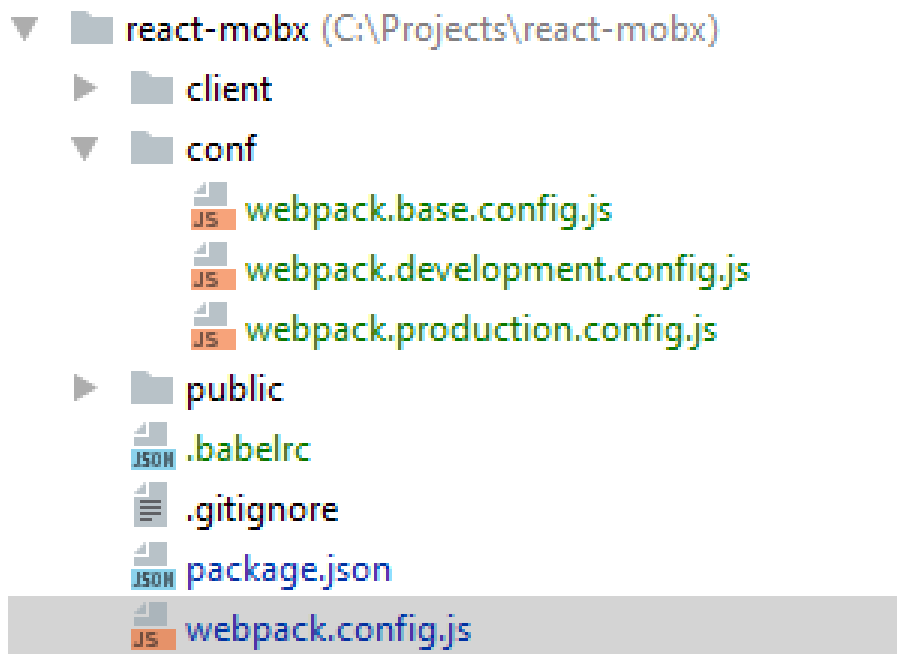 react-mobx (C:\Projects\react-mobx)
client
conf
JS webpack.base.config.js
JS webpack.development.config.js
JS webpack.production.config.js
public
JSON .babelrc
.gitignore
JSON package.json
JS webpack.config.js